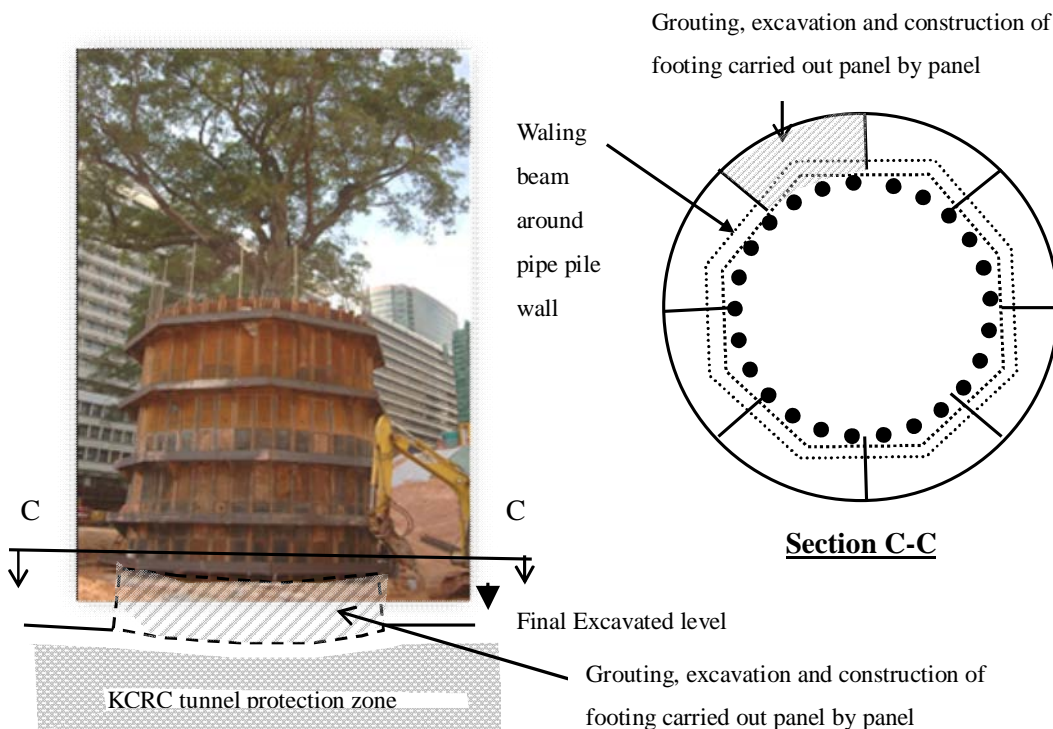 Grouting, excavation and construction of
footing carried out panel by panel
Waling
beam
around
pipe pile
wall
C
C
Section C-C
Final Excavated level
Grouting, excavation and construction of
footing carried out panel by panel
KCRC tunnel protection zone